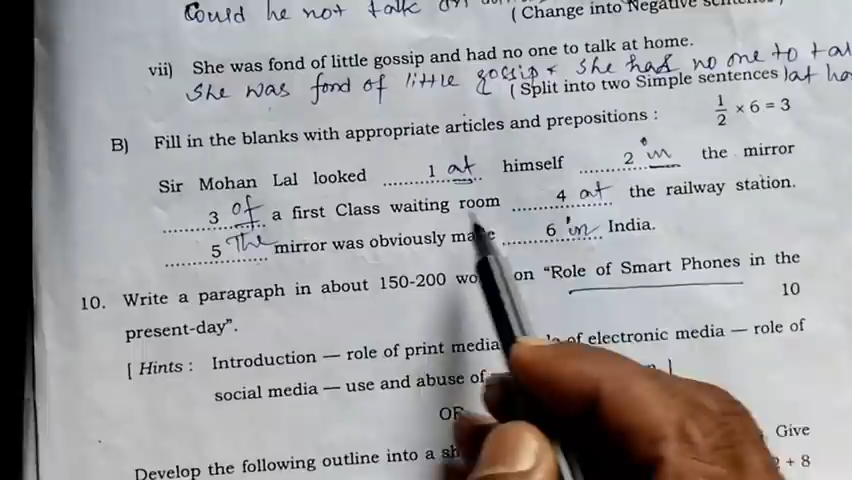 Could he not talk on
( Change into Negative sentence )
vii) She was fond of little gossip and had no one to talk at home.
She was fond of little gossip & she had no one to tal
( Split into two Simple sentences
at ho
B) Fill in the blanks with appropriate articles and prepositions : 1/2 × 6 = 3
Sir Mohan Lal looked 1 at himself 2 in the mirror
3 of a first Class waiting room 4 at the railway station.
5 The mirror was obviously made 6 in India.
10. Write a paragraph in about 150-200 on "Role of Smart Phones in the
present-day". 10
[ Hints : Introduction — role of print media of electronic media — role of
social media — use and abuse of
OR
Give
Develop the following outline into a
+ 8